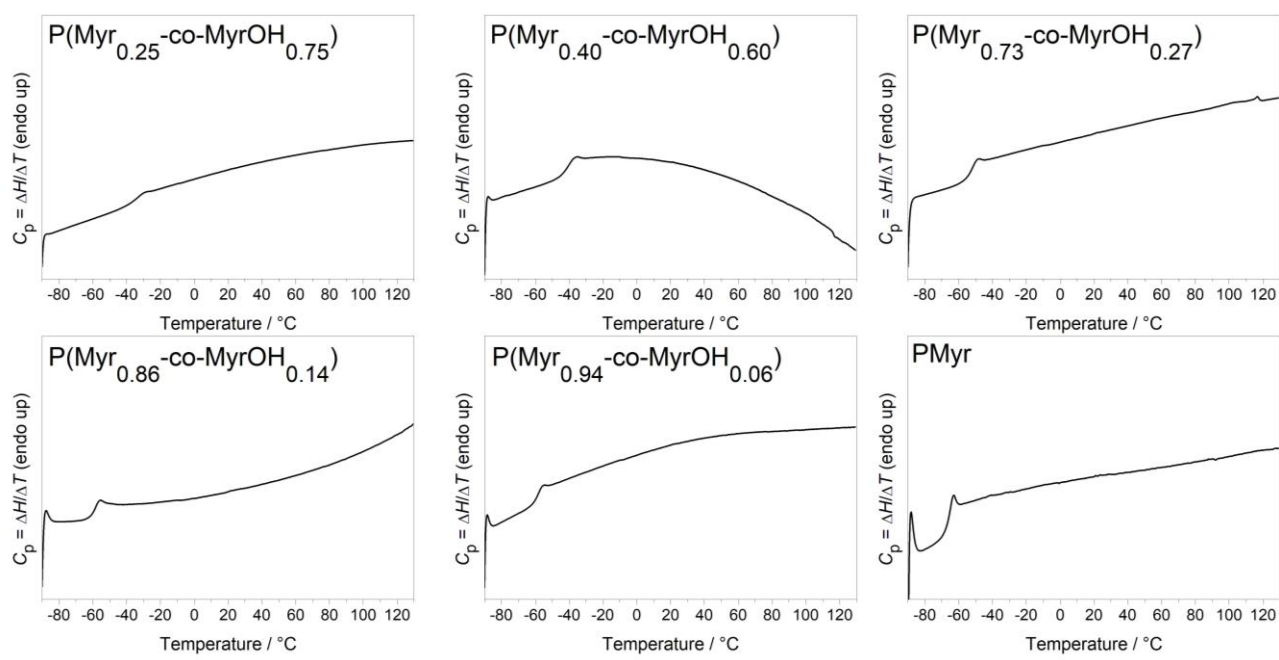 P(Myr0.25-co-MyrOH0.75)
Cp = ΔH/ΔT (endo up)
-80 -60 -40 -20 0 20 40 60 80 100 120
Temperature / °C
P(Myr0.40-co-MyrOH0.60)
Cp = ΔH/ΔT (endo up)
-80 -60 -40 -20 0 20 40 60 80 100 120
Temperature / °C
P(Myr0.73-co-MyrOH0.27)
Cp = ΔH/ΔT (endo up)
-80 -60 -40 -20 0 20 40 60 80 100 120
Temperature / °C
P(Myr0.86-co-MyrOH0.14)
Cp = ΔH/ΔT (endo up)
-80 -60 -40 -20 0 20 40 60 80 100 120
Temperature / °C
P(Myr0.94-co-MyrOH0.06)
Cp = ΔH/ΔT (endo up)
-80 -60 -40 -20 0 20 40 60 80 100 120
Temperature / °C
PMyr
Cp = ΔH/ΔT (endo up)
-80 -60 -40 -20 0 20 40 60 80 100 120
Temperature / °C